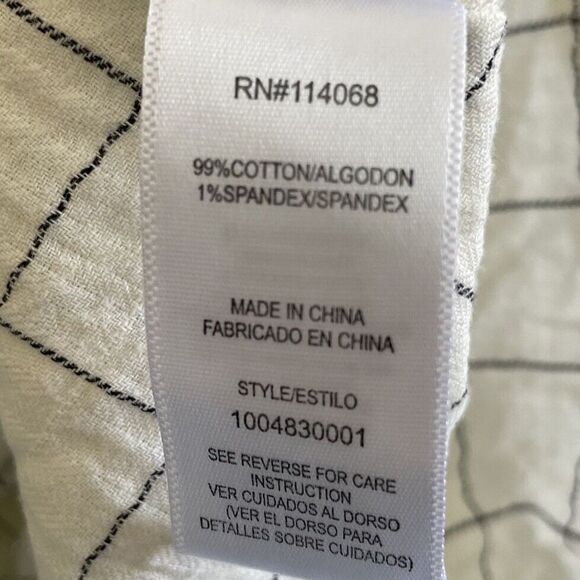 RN#114068
99%COTTON/ALGODON
1%SPANDEX/SPANDEX
MADE IN CHINA
FABRICADO EN CHINA
STYLE/ESTILO
1004830001
SEE REVERSE FOR CARE
INSTRUCTION
VER CUIDADOS AL DORSO
(VER EL DORSO PARA
DETALLES SOBRE CUIDADOS)